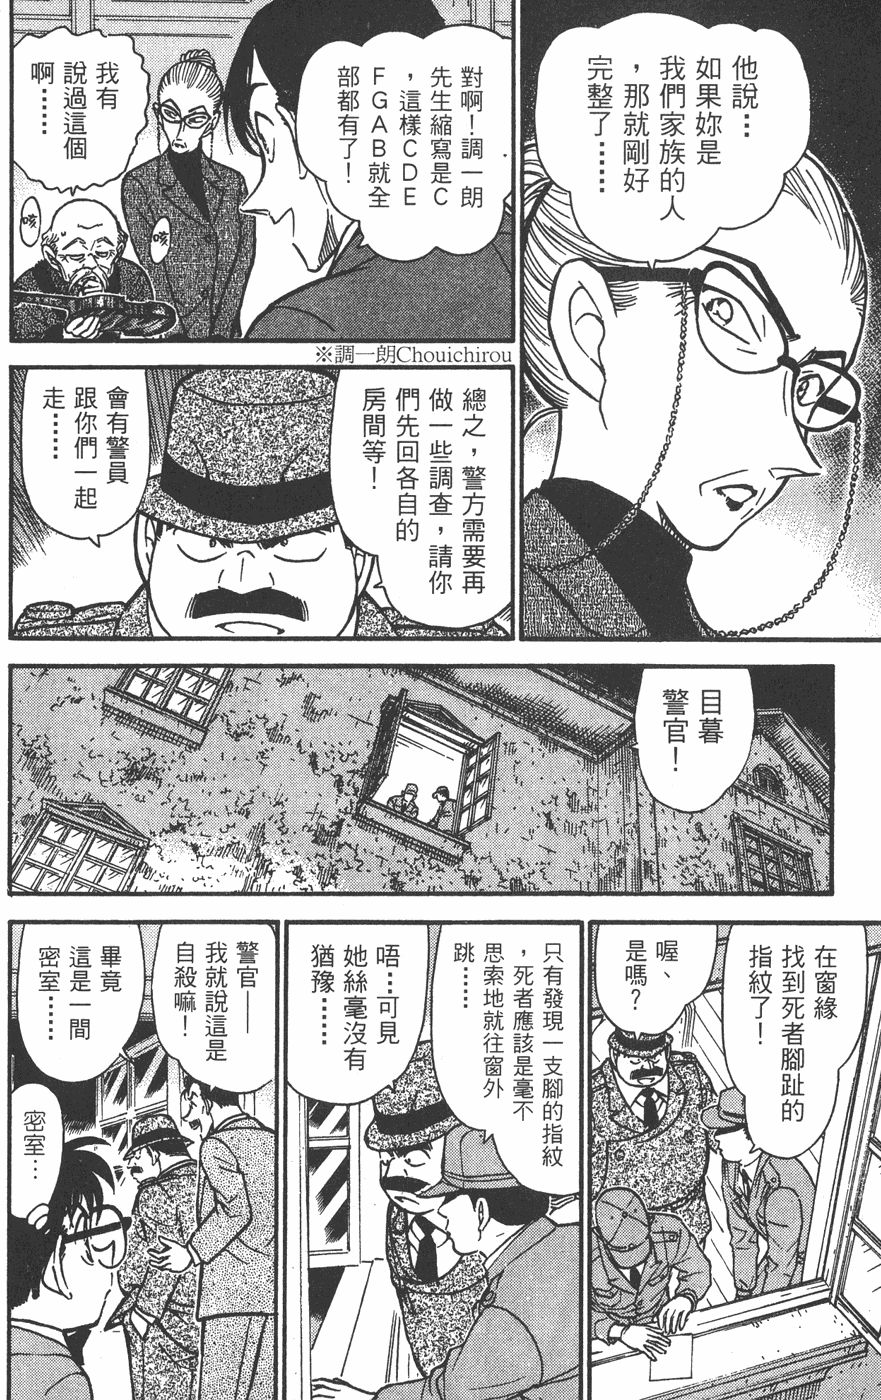 他說…
如果妳是
我們家族的人
，那就剛好
完整了……
對啊！調一朗
先生縮寫是C
，這樣CDE
FGAB就全
部都有了！
我有
說過這個
啊……
咳
咳
※調一朗Chouichirou
總之，警方需要再
做一些調查，請你
們先回各自的
房間等！
會有警員
跟你們一起
走……
目暮
警官！
在窗緣
找到死者腳趾的
指紋了！
喔、
是嗎？
只有發現一支腳的指紋
，死者應該是毫不
思索地就往窗外
跳……
唔…可見
她絲毫沒有
猶豫……
警官——
我就說這是
自殺嘛！
畢竟
這是一間
密室……
密室…